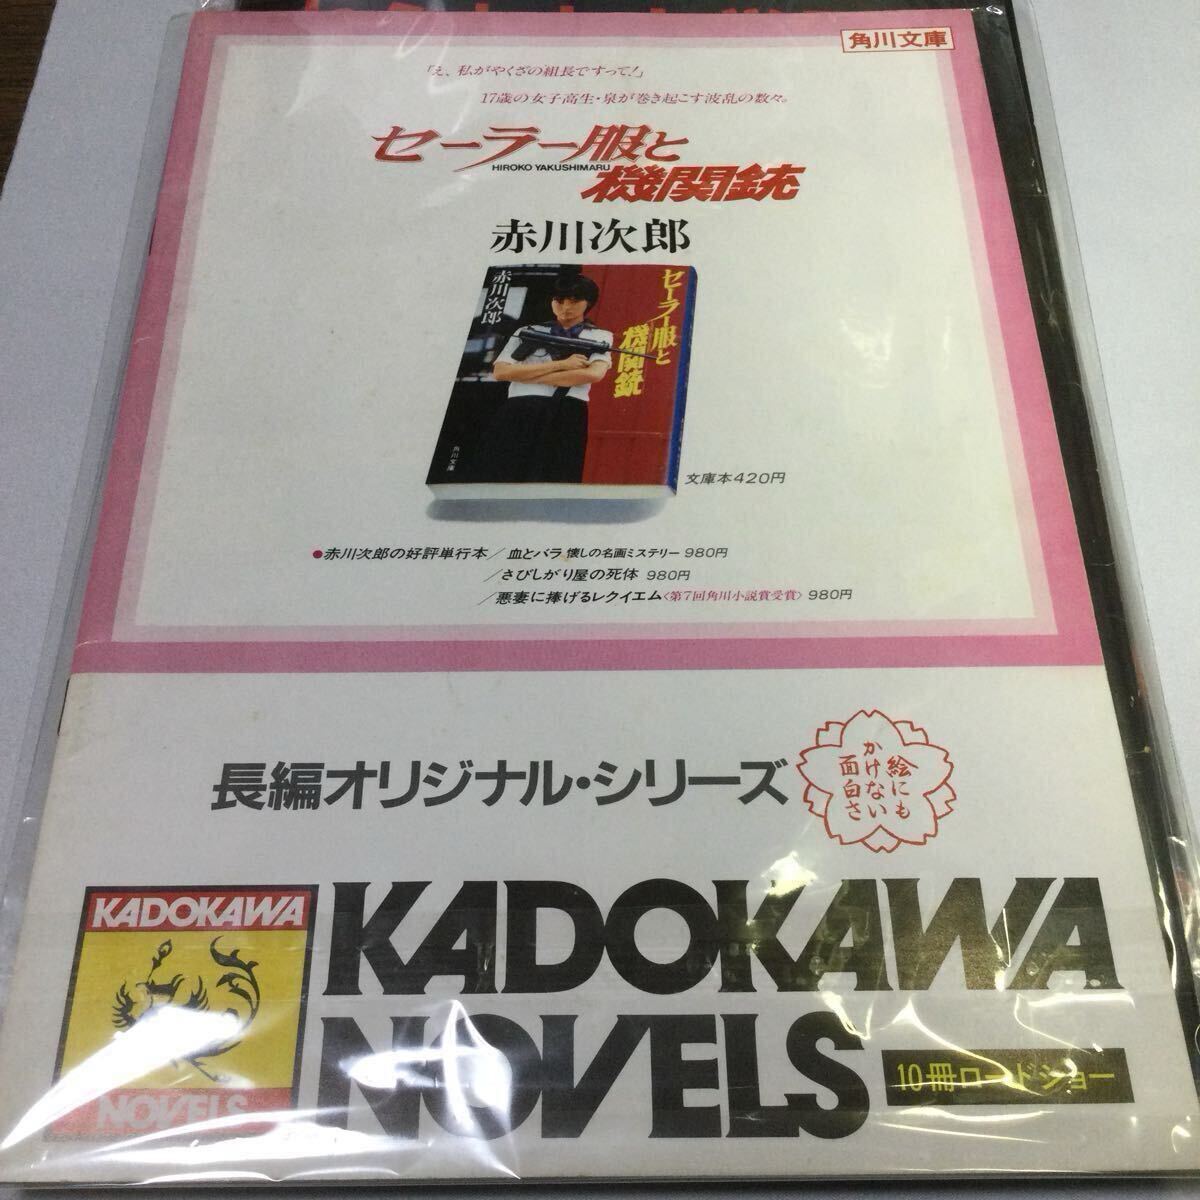 角川文庫
「え、私がやくざの組長ですって！」
17歳の女子高生・泉が巻き起こす波乱の数々。
セーラー服と
HIROKO YAKUSHIMARU
機関銃
赤川次郎
赤川次郎
セーラー服と
機関銃
角川文庫
文庫本420円
●赤川次郎の好評単行本／血とバラ 懐しの名画ミステリー 980円
／さびしがり屋の死体 980円
／悪妻に捧げるレクイエム〈第7回角川小説賞受賞〉 980円
長編オリジナル・シリーズ
絵にも
かけない
面白さ
KADOKAWA
NOVELS
KADOKAWA
NOVELS
10冊ロードショー